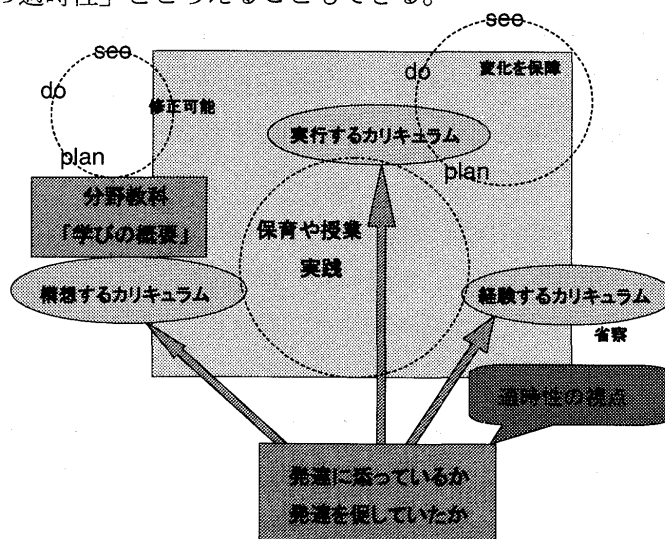 の適時性」ととらえることもできる。
see
do
修正可能
plan
see
do
変化を保障
plan
実行するカリキュラム
分野教科
「学びの概要」
保育や授業
実践
構想するカリキュラム
経験するカリキュラム
省察
適時性の視点
発達に添っているか
発達を促していたか